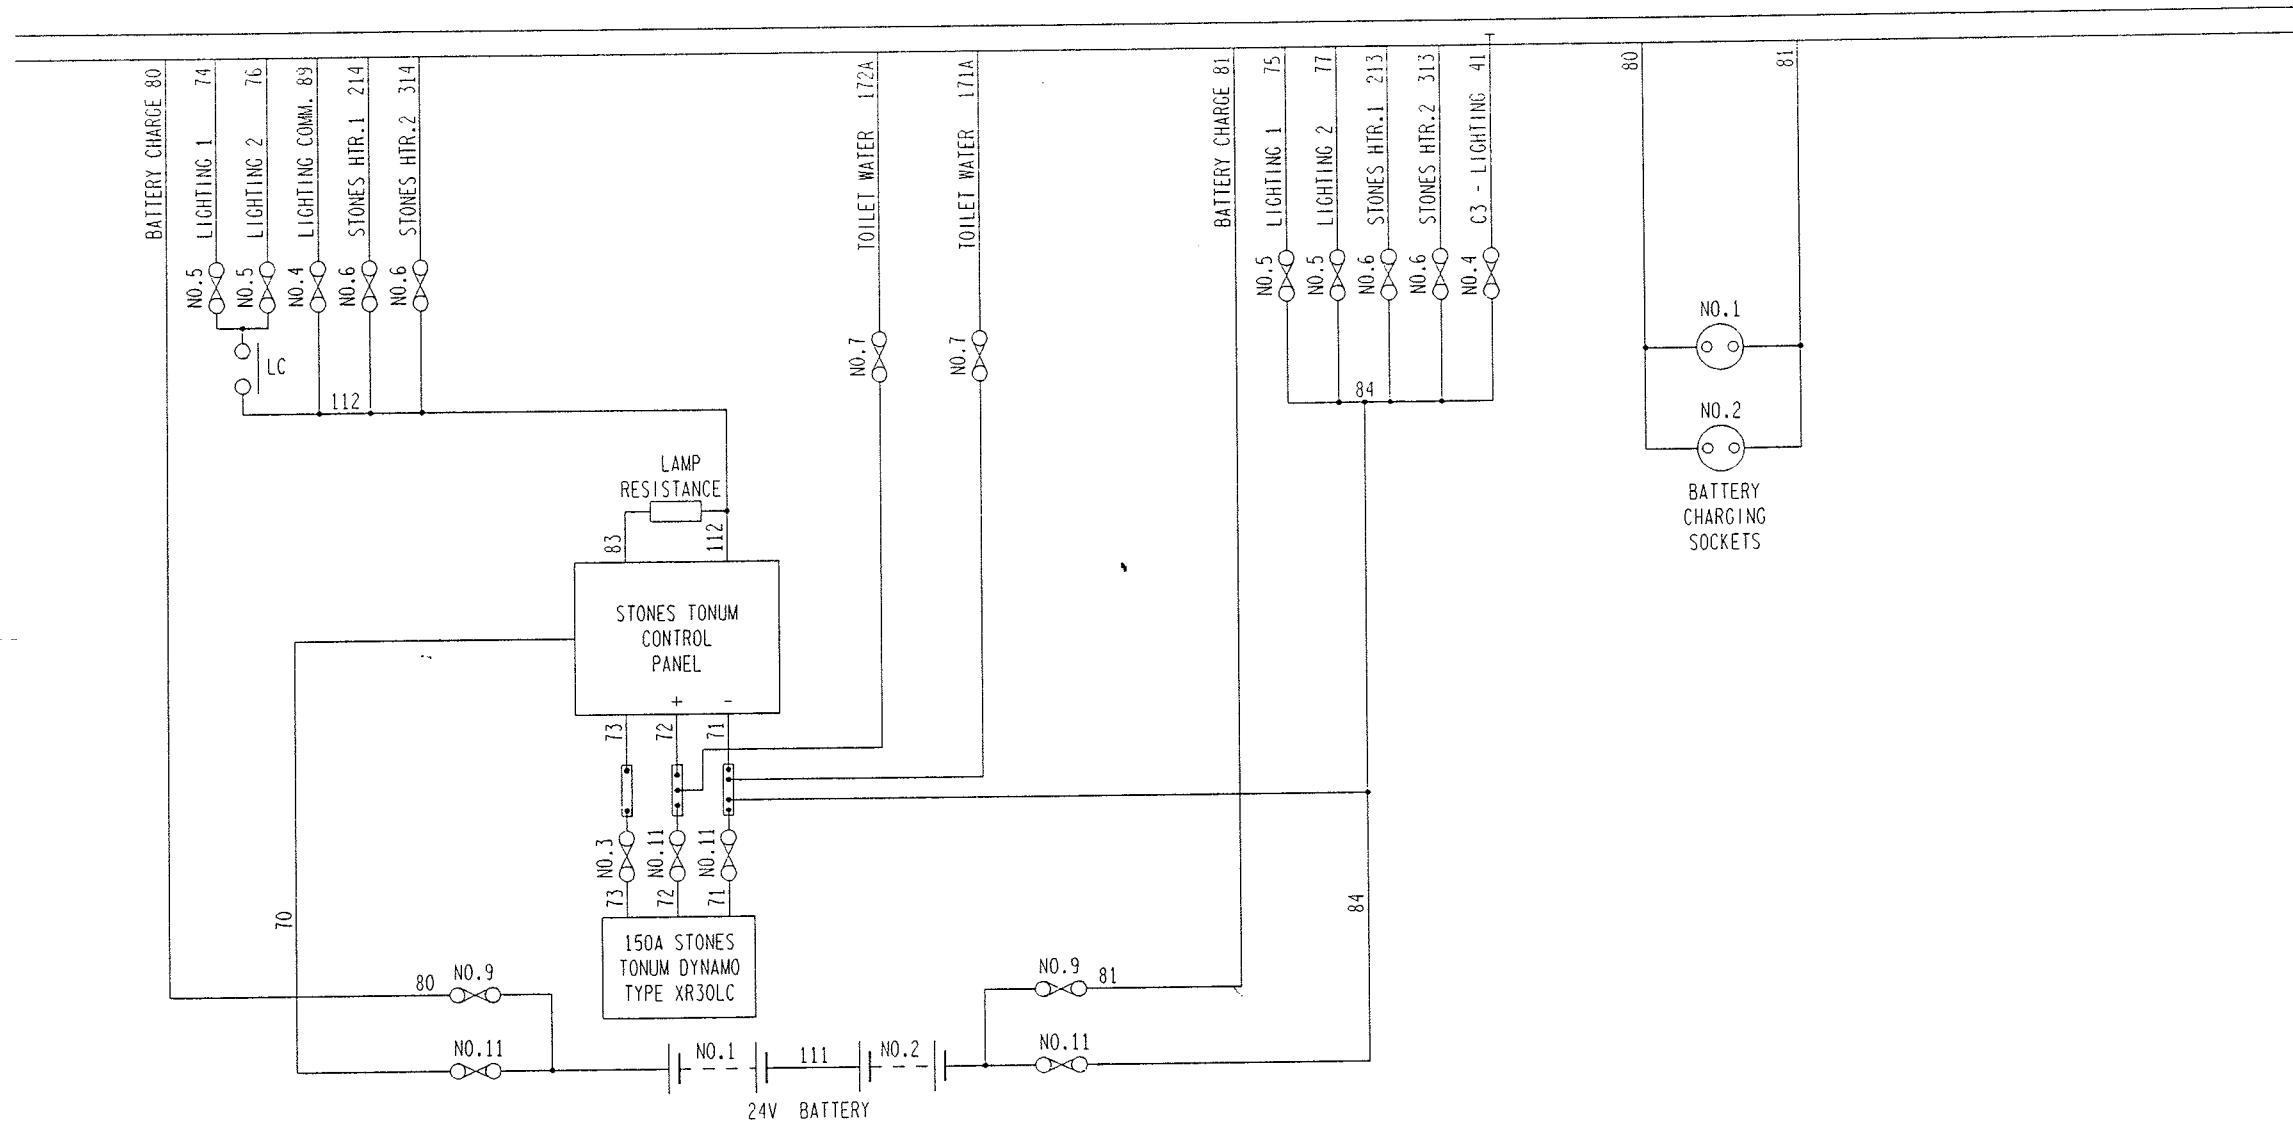 BATTERY CHARGE 80
LIGHTING 1 74
LIGHTING 2 76
LIGHTING COMM. 89
STONES HTR.1 214
STONES HTR.2 314
TOILET WATER 172A
TOILET WATER 171A
BATTERY CHARGE 81
LIGHTING 1 75
LIGHTING 2 77
STONES HTR.1 213
STONES HTR.2 313
C3 - LIGHTING 41
80
81
NO.5
NO.5
NO.4
NO.6
NO.6
NO.7
NO.7
NO.5
NO.5
NO.6
NO.6
NO.4
NO.1
LC
112
84
NO.2
LAMP
RESISTANCE
BATTERY
CHARGING
SOCKETS
83
112
STONES TONUM
CONTROL
PANEL
+
-
73
72
71
NO.3
NO.11
NO.11
73
72
71
70
84
150A STONES
TONUM DYNAMO
TYPE XR30LC
80
NO.9
NO.9
81
NO.11
NO.1
111
NO.2
NO.11
24V BATTERY